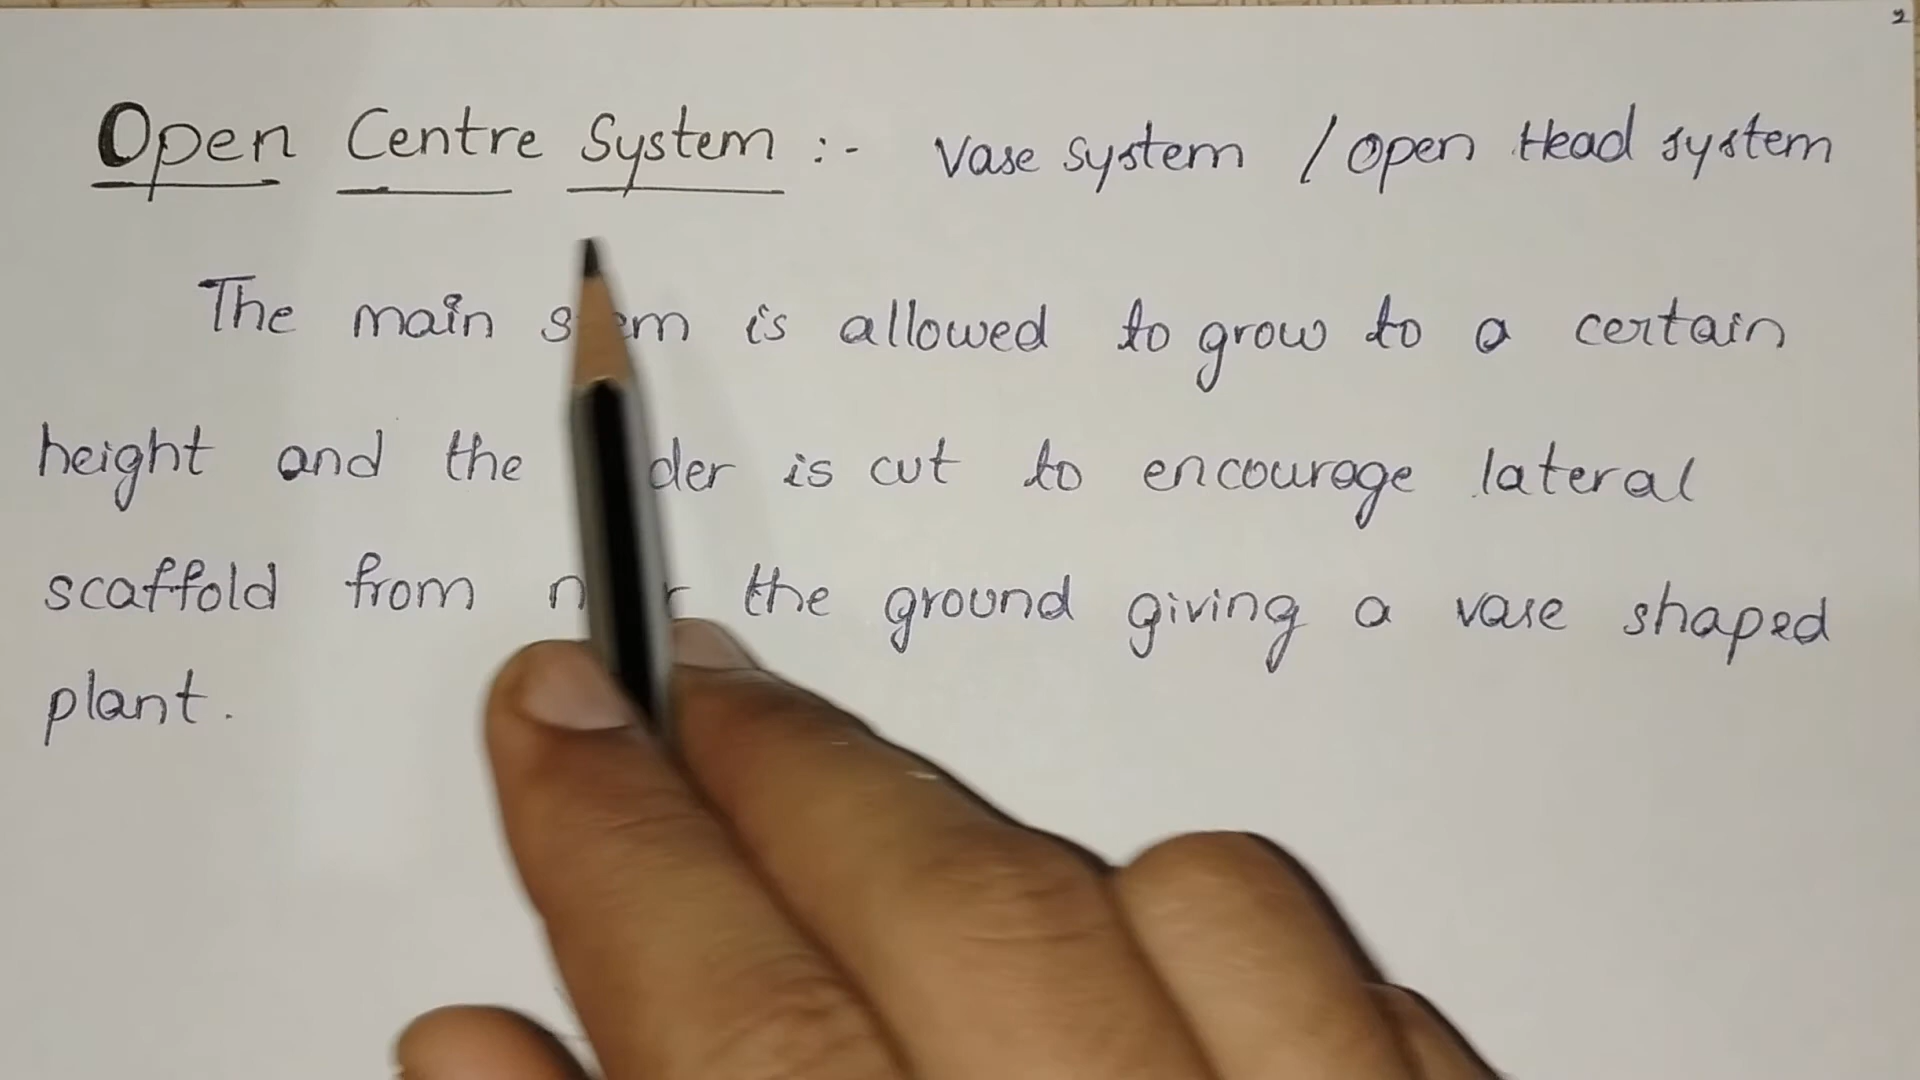 Open Centre System :- Vase system / Open Head system
The main stem is allowed to grow to a certain
height and the is cut to encourage lateral
scaffold from the ground giving a vase shaped
plant.